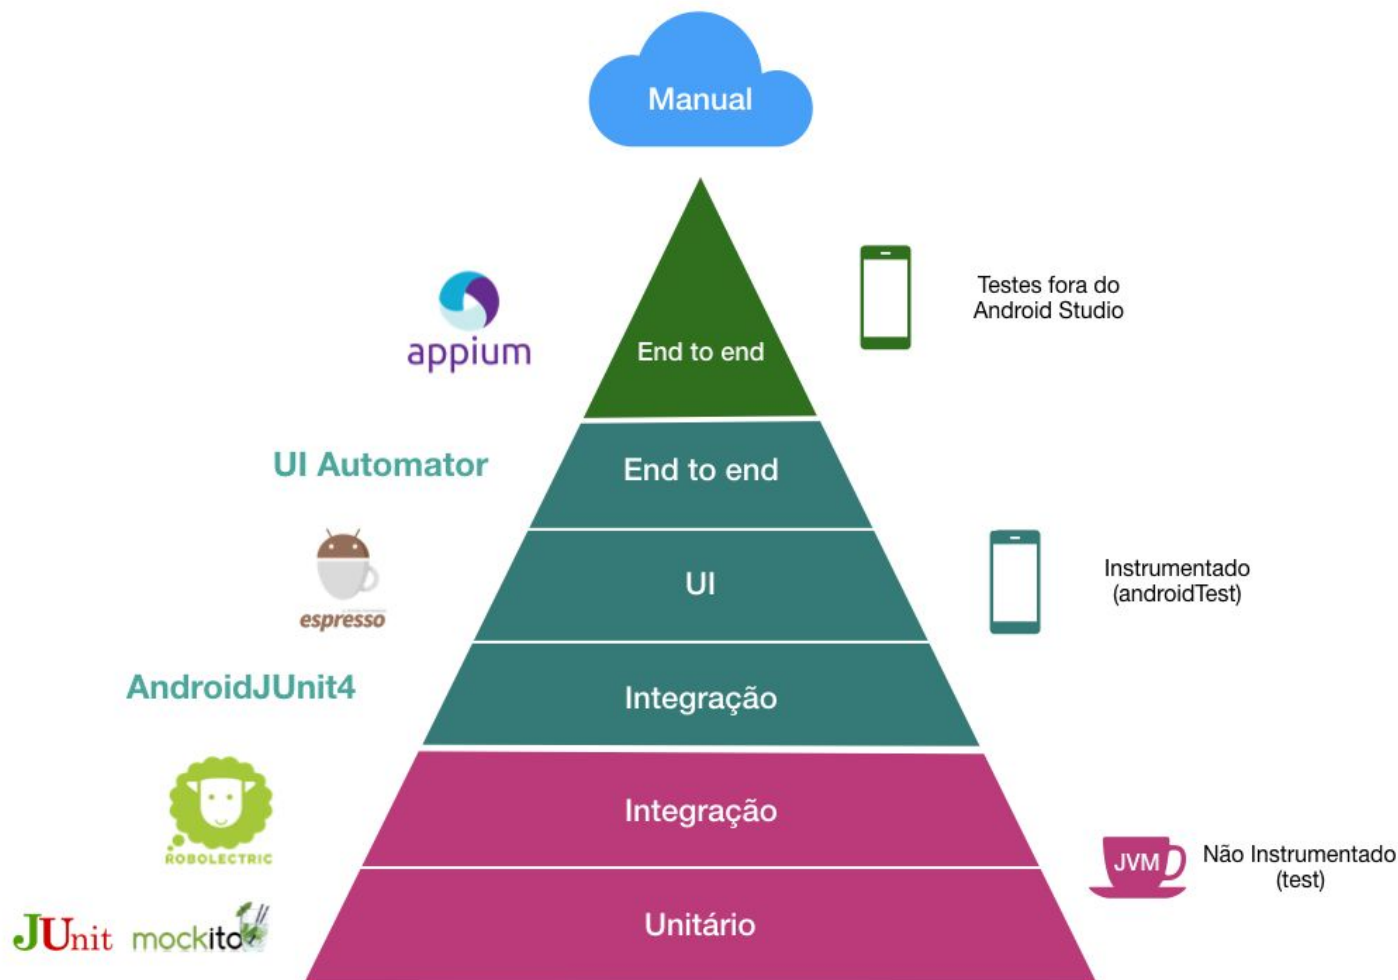 Manual
Testes fora do
Android Studio
appium
End to end
UI Automator
End to end
espresso
UI
Instrumentado
(androidTest)
AndroidJUnit4
Integração
ROBOLECTRIC
Integração
JVM
Não Instrumentado
(test)
JUnit
mockito
Unitário